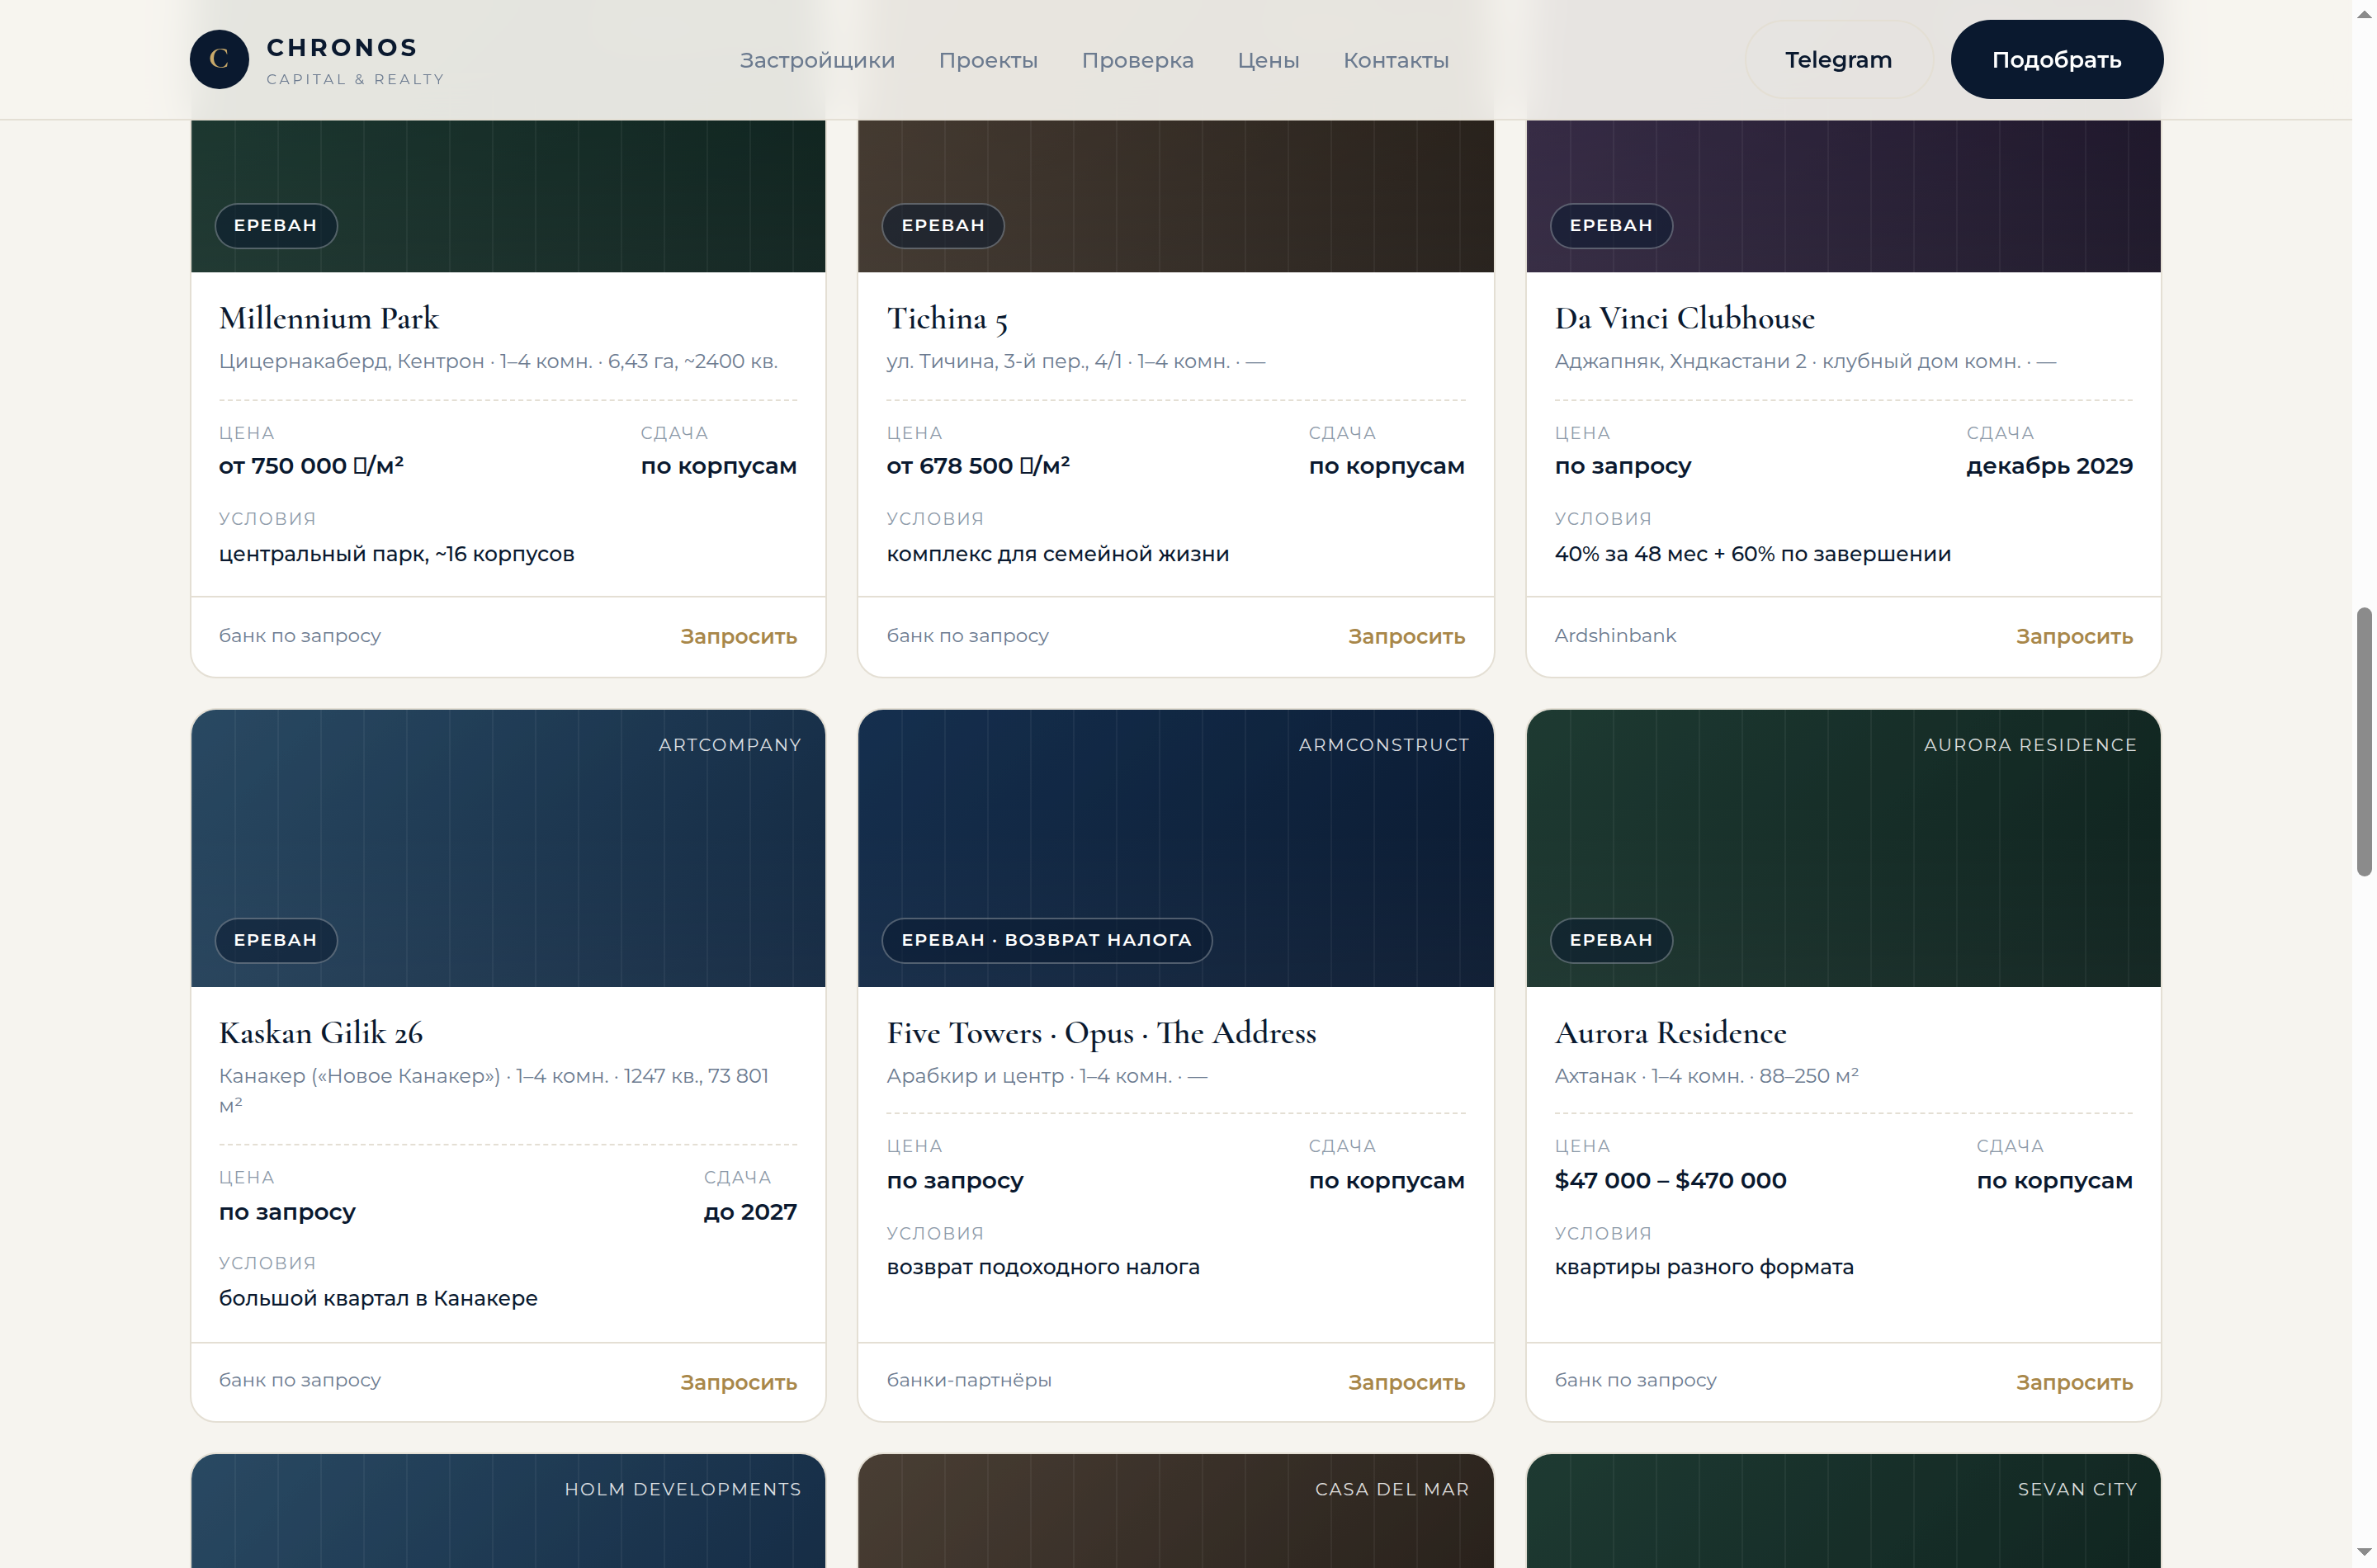 C
CHRONOS
CAPITAL & REALTY
Застройщики
Проекты
Проверка
Цены
Контакты
Telegram
Подобрать
ЕРЕВАН
Millennium Park
Цицернакаберд, Кентрон · 1–4 комн. · 6,43 га, ~2400 кв.
ЦЕНА
от 750 000 ▯/м²
СДАЧА
по корпусам
УСЛОВИЯ
центральный парк, ~16 корпусов
банк по запросу
Запросить
ЕРЕВАН
Tichina 5
ул. Тичина, 3-й пер., 4/1 · 1–4 комн. · —
ЦЕНА
от 678 500 ▯/м²
СДАЧА
по корпусам
УСЛОВИЯ
комплекс для семейной жизни
банк по запросу
Запросить
ЕРЕВАН
Da Vinci Clubhouse
Аджапняк, Хндкастани 2 · клубный дом комн. · —
ЦЕНА
по запросу
СДАЧА
декабрь 2029
УСЛОВИЯ
40% за 48 мес + 60% по завершении
Ardshinbank
Запросить
ARTCOMPANY
ЕРЕВАН
Kaskan Gilik 26
Канакер («Новое Канакер») · 1–4 комн. · 1247 кв., 73 801
м²
ЦЕНА
по запросу
СДАЧА
до 2027
УСЛОВИЯ
большой квартал в Канакере
банк по запросу
Запросить
ARMCONSTRUCT
ЕРЕВАН · ВОЗВРАТ НАЛОГА
Five Towers · Opus · The Address
Арабкир и центр · 1–4 комн. · —
ЦЕНА
по запросу
СДАЧА
по корпусам
УСЛОВИЯ
возврат подоходного налога
банки-партнёры
Запросить
AURORA RESIDENCE
ЕРЕВАН
Aurora Residence
Ахтанак · 1–4 комн. · 88–250 м²
ЦЕНА
$47 000 – $470 000
СДАЧА
по корпусам
УСЛОВИЯ
квартиры разного формата
банк по запросу
Запросить
HOLM DEVELOPMENTS
CASA DEL MAR
SEVAN CITY